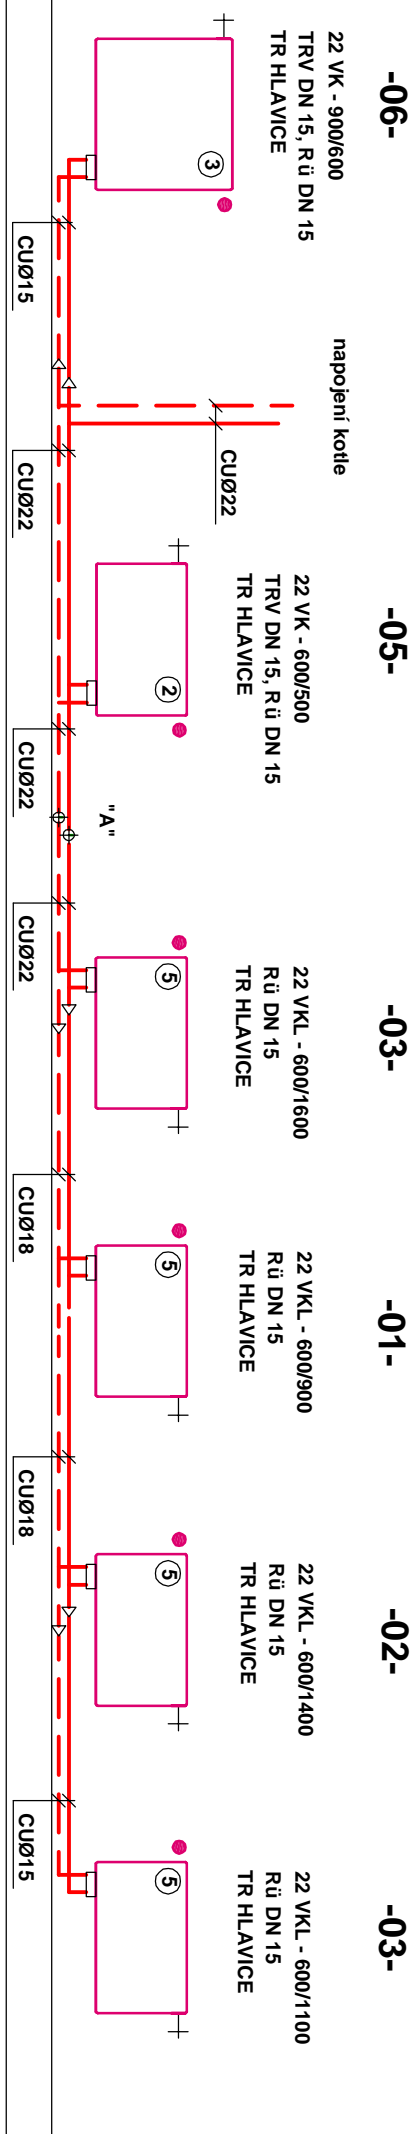 -06-
22 VK - 900/600
TRV DN 15, Rü DN 15
TR HLAVICE
3
CUØ15
napojení kotle
CUØ22
CUØ22
-05-
22 VK - 600/500
TRV DN 15, Rü DN 15
TR HLAVICE
2
CUØ22
"A"
CUØ22
-03-
22 VKL - 600/1600
Rü DN 15
TR HLAVICE
5
CUØ18
-01-
22 VKL - 600/900
Rü DN 15
TR HLAVICE
5
CUØ18
-02-
22 VKL - 600/1400
Rü DN 15
TR HLAVICE
5
CUØ15
-03-
22 VKL - 600/1100
Rü DN 15
TR HLAVICE
5